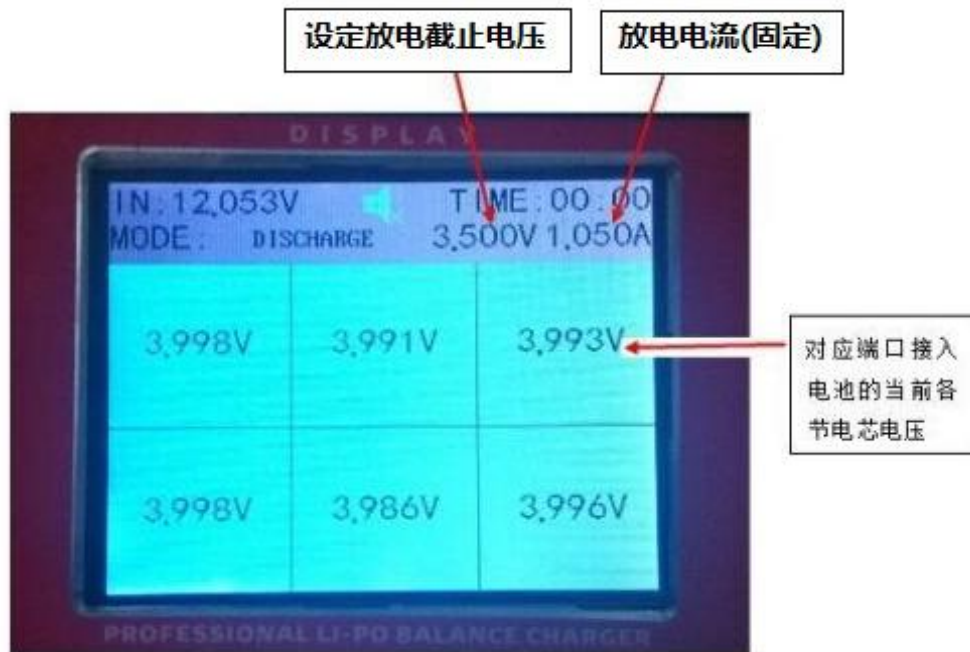 设定放电截止电压
放电电流(固定)
DISPLAY
IN:12.053V TIME:00:00
MODE: DISCHARGE 3.500V 1.050A
3.998V 3.991V 3.993V
对应端口接入
电池的当前各
节电芯电压
3.998V 3.986V 3.996V
PROFESSIONAL LI-PO BALANCE CHARGER